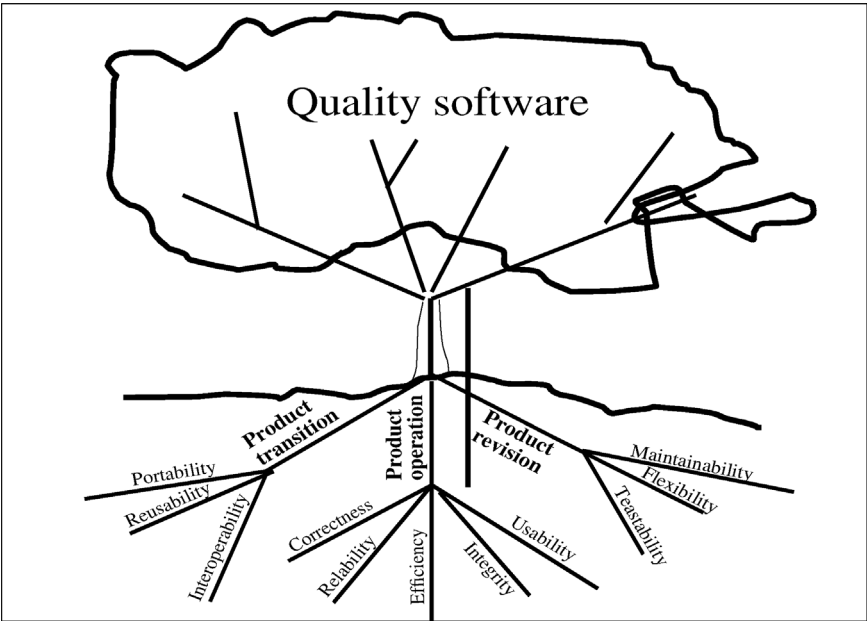 Quality software
Product
transition
Product
operation
Product
revision
Portability
Reusability
Interoperability
Correctness
Relability
Efficiency
Integrity
Usability
Maintainability
Flexibility
Teastability